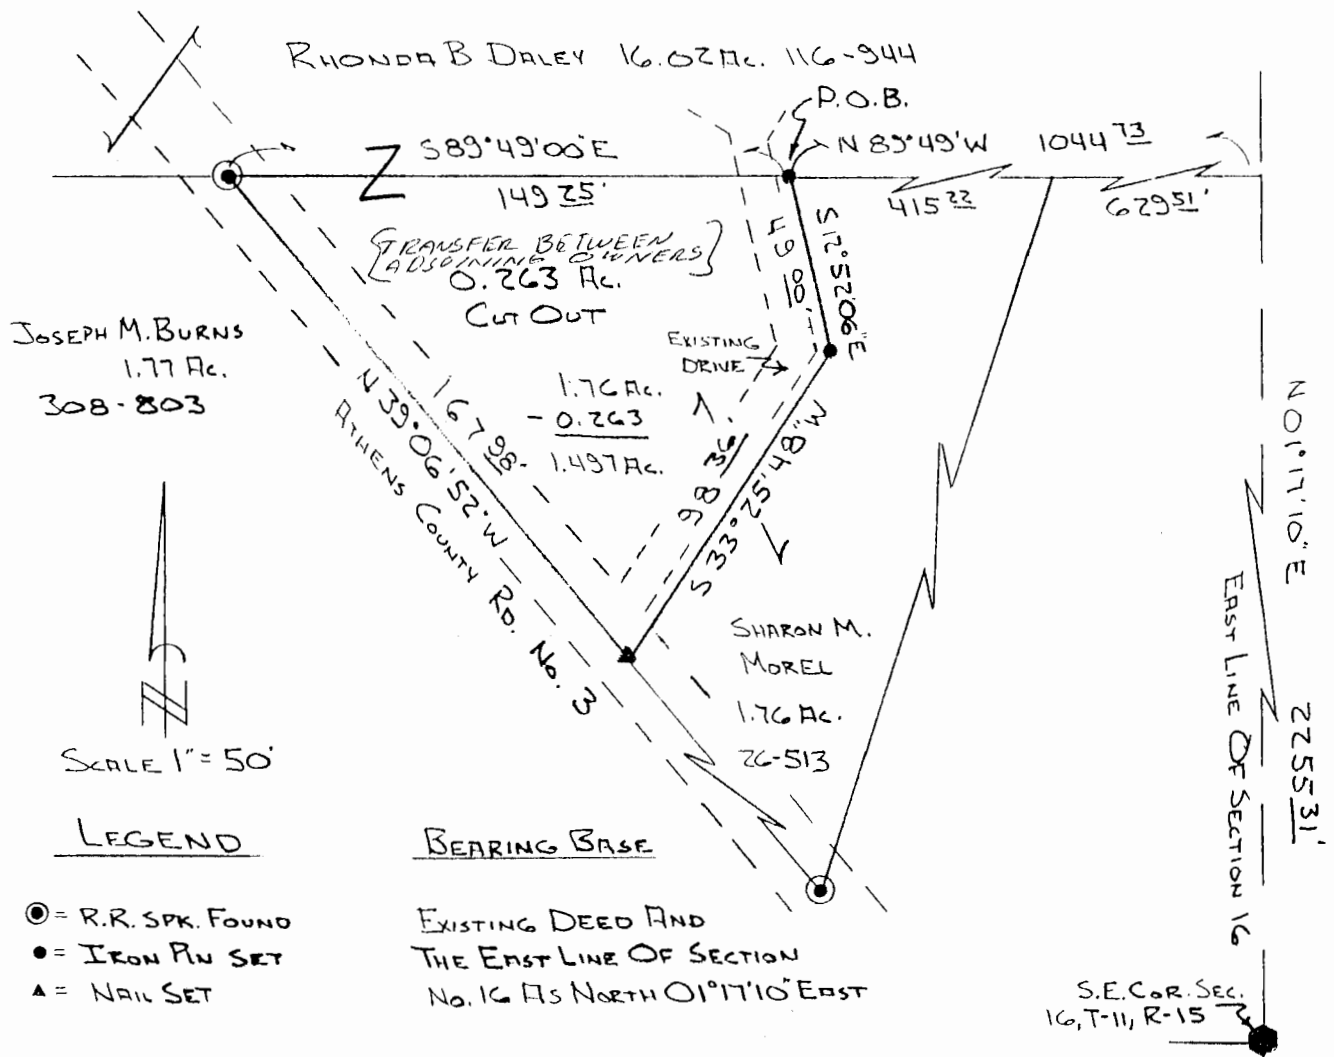 RHONDA B DALEY 16.02 Ac. 116-944
P.O.B.
S 89°49'00"E
149 25'
N 89°49'W 1044 73
415 22
629 51'
[TRANSFER BETWEEN
ADJOINING OWNERS]
0.263 Ac.
CUT OUT
49 00'
S 12°52'06"E
JOSEPH M. BURNS
1.77 Ac.
308-803
EXISTING
DRIVE
1.76 Ac.
- 0.263
1.497 Ac.
167 98
N 39°06'52"W
ATHENS COUNTY RD. No. 3
98 36
S 33°25'48"W
SHARON M.
MOREL
1.76 Ac.
26-513
N 01°17'10"E 2255 31'
EAST LINE OF SECTION 16
N
SCALE 1" = 50'
LEGEND
= R.R. SPK. FOUND
= IRON PIN SET
= NAIL SET
BEARING BASE
EXISTING DEED AND
THE EAST LINE OF SECTION
No. 16 AS NORTH 01°17'10" EAST
S.E. COR. SEC.
16, T-11, R-15